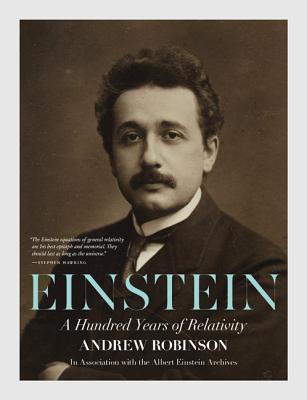 "The Einstein equations of general relativity
are his best epitaph and memorial. They
should last as long as the universe."
—STEPHEN HAWKING
EINSTEIN
A Hundred Years of Relativity
ANDREW ROBINSON
In Association with the Albert Einstein Archives